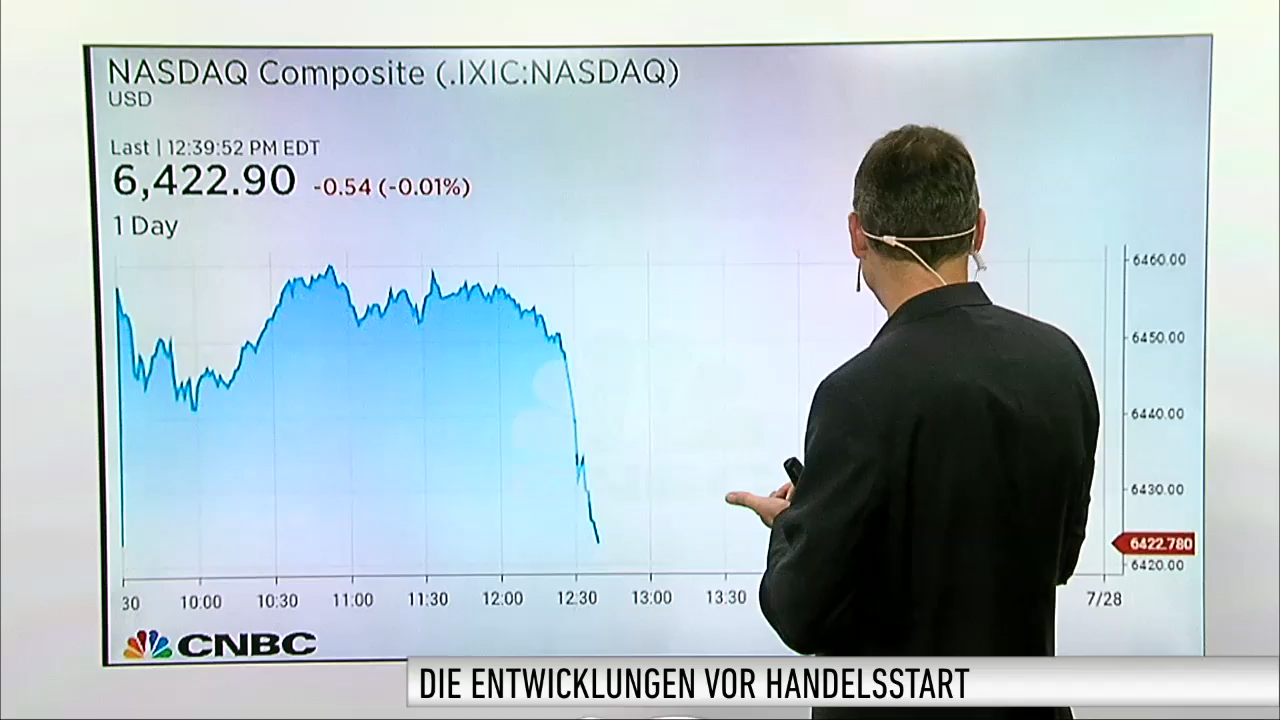 NASDAQ Composite (.IXIC:NASDAQ)
USD
Last | 12:39:52 PM EDT
6,422.90 -0.54 (-0.01%)
1 Day
6460.00
6450.00
6440.00
6430.00
6422.780
6420.00
30 10:00 10:30 11:00 11:30 12:00 12:30 13:00 13:30 7/28
CNBC
DIE ENTWICKLUNGEN VOR HANDELSSTART